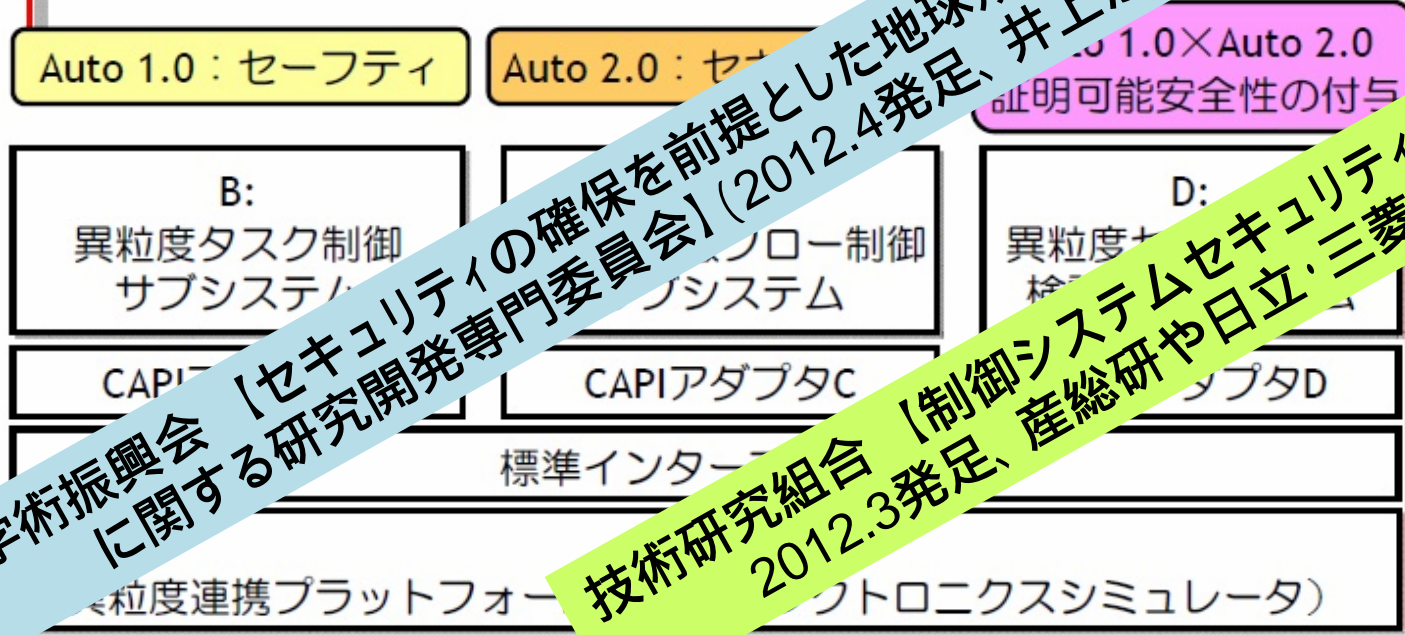 Auto 1.0：セーフティ
Auto 2.0：セ
1.0×Auto 2.0
証明可能安全性の付与
B:
異粒度タスク制御
サブシステム
フロー制御
ブシステム
D:
異粒度
検
CAPI
CAPIアダプタC
ダプタD
標準インター
粒度連携プラットフォー
クトロニクスシミュレータ）
学術振興会 【セキュリティの確保を前提とした地球
に関する研究開発専門委員会】（2012.4発足、井上
技術研究組合 【制御システムセキュリティ
2012.3発足、産総研や日立・三菱